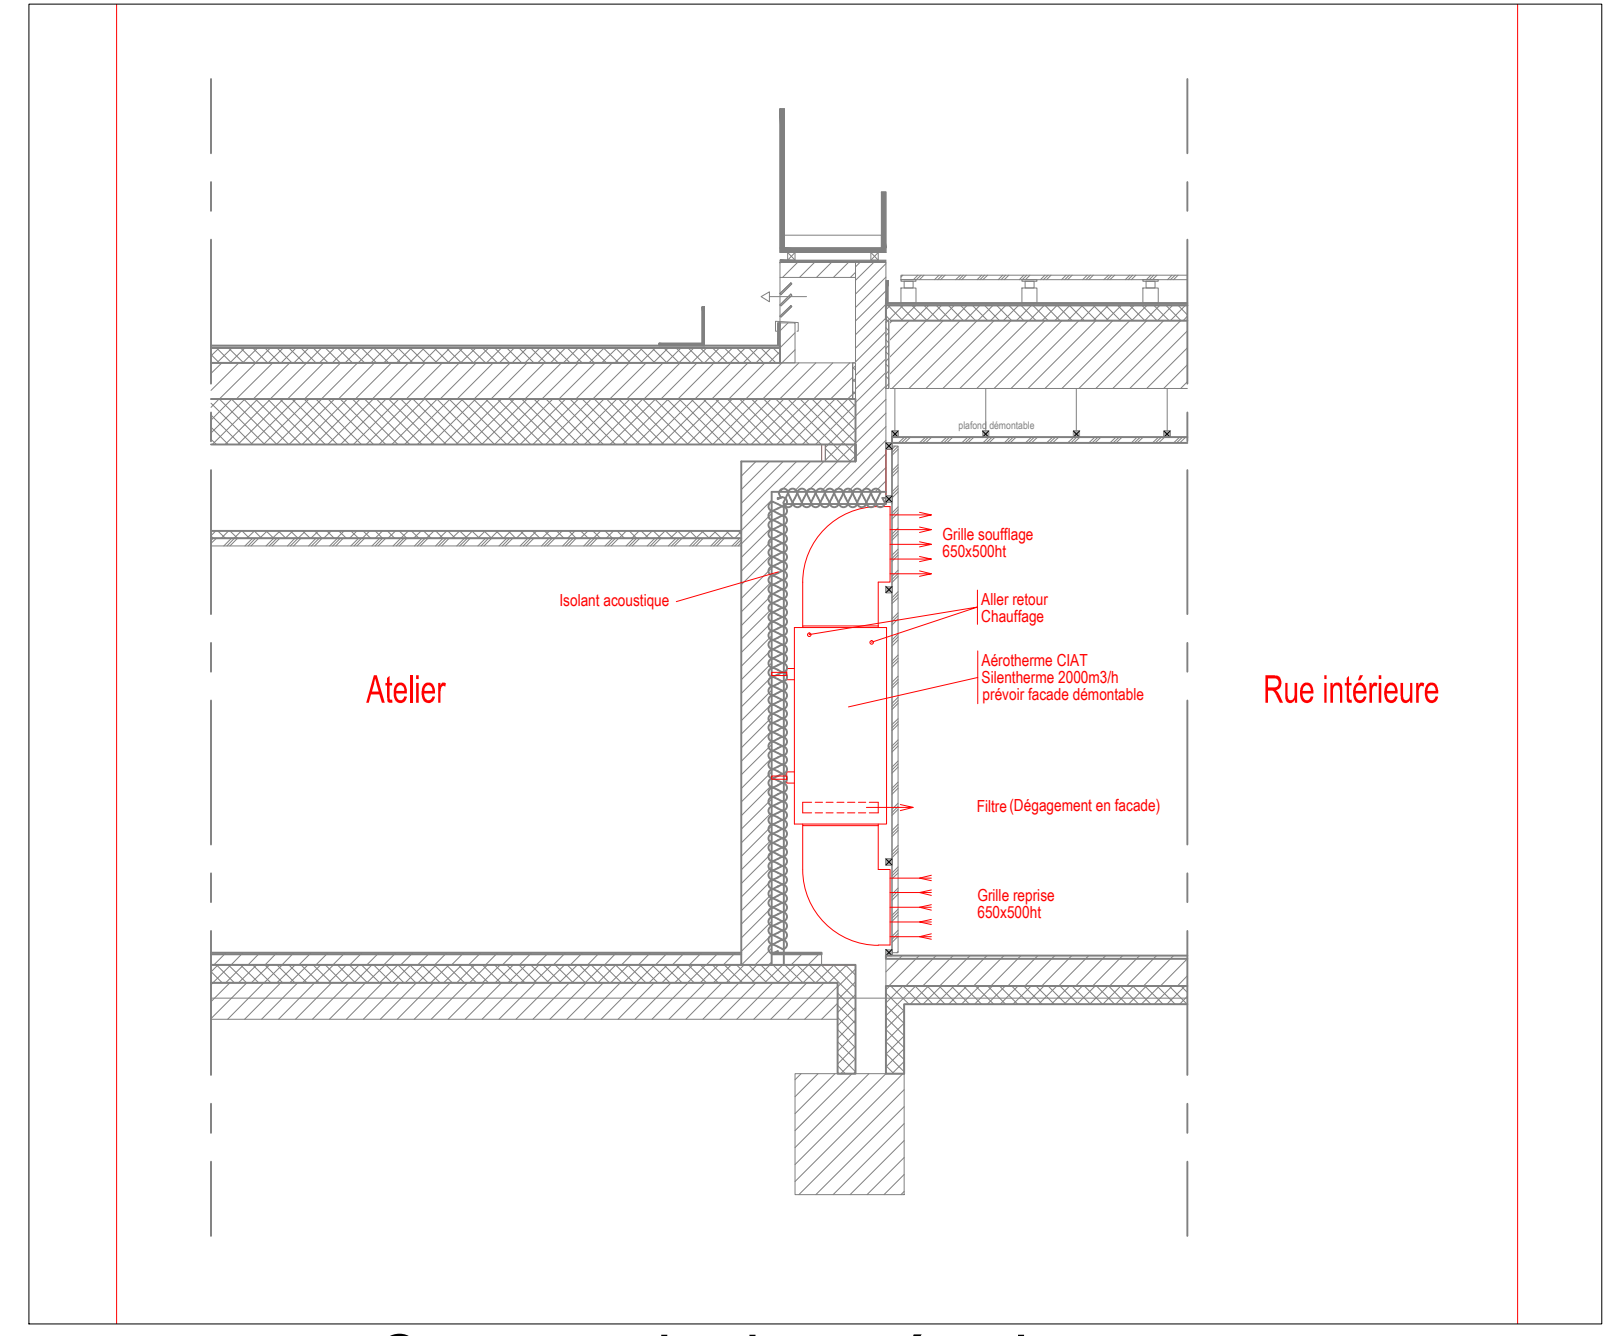 plafond démontable
Grille soufflage
650x500ht
Isolant acoustique
Aller retour
Chauffage
Aérotherme CIAT
Silentherme 2000m3/h
prévoir facade démontable
Atelier
Rue intérieure
Filtre (Dégagement en facade)
Grille reprise
650x500ht